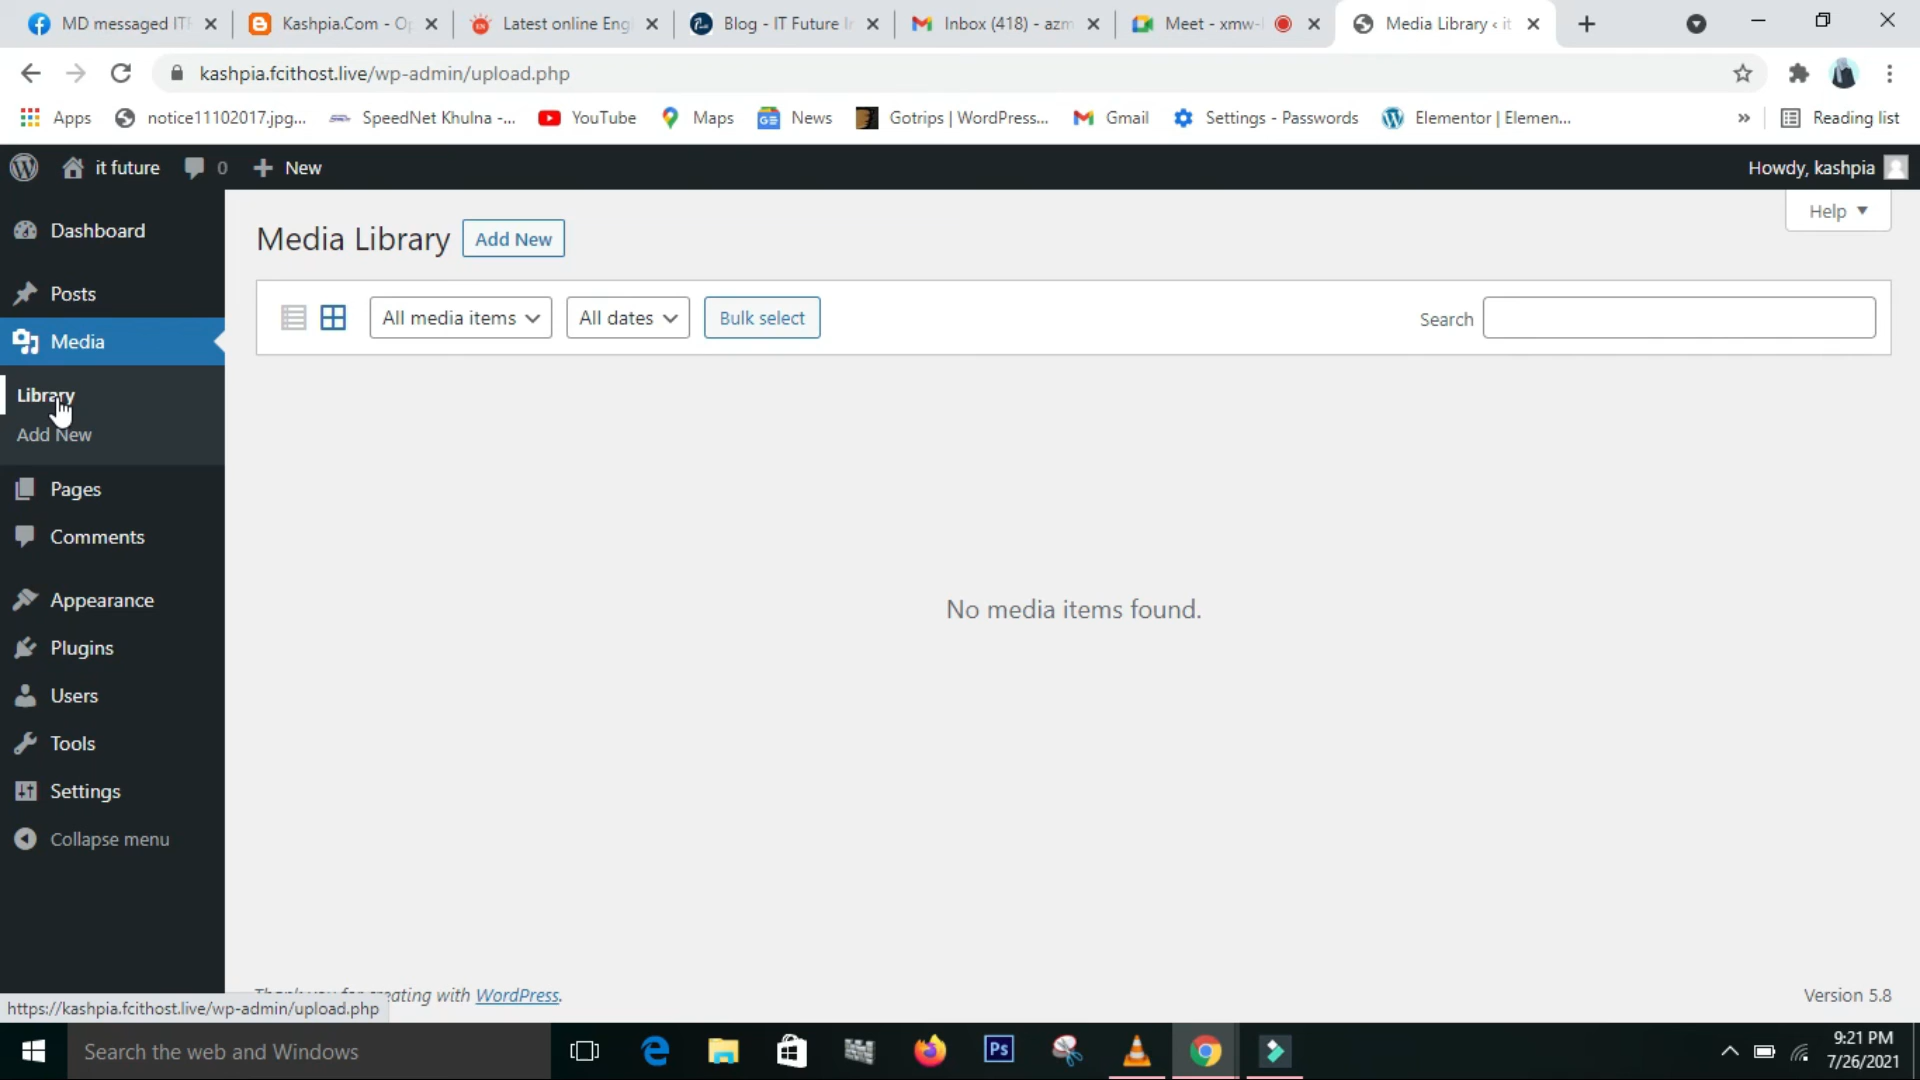 MD messaged IT
Kashpia.Com - O
Latest online Eng
Blog - IT Future I
Inbox (418) - azm
Meet - xmw-
Media Library ‹ it
kashpia.fcithost.live/wp-admin/upload.php
Apps
notice11102017.jpg...
SpeedNet Khulna -...
YouTube
Maps
News
Gotrips | WordPress...
Gmail
Settings - Passwords
Elementor | Elemen...
»
Reading list
it future
0
New
Howdy, kashpia
Help
Dashboard
Posts
Media
Library
Add New
Pages
Comments
Appearance
Plugins
Users
Tools
Settings
Collapse menu
Media Library
Add New
All media items
All dates
Bulk select
Search
No media items found.
creating with WordPress.
Version 5.8
https://kashpia.fcithost.live/wp-admin/upload.php
Search the web and Windows
Ps
9:21 PM
7/26/2021